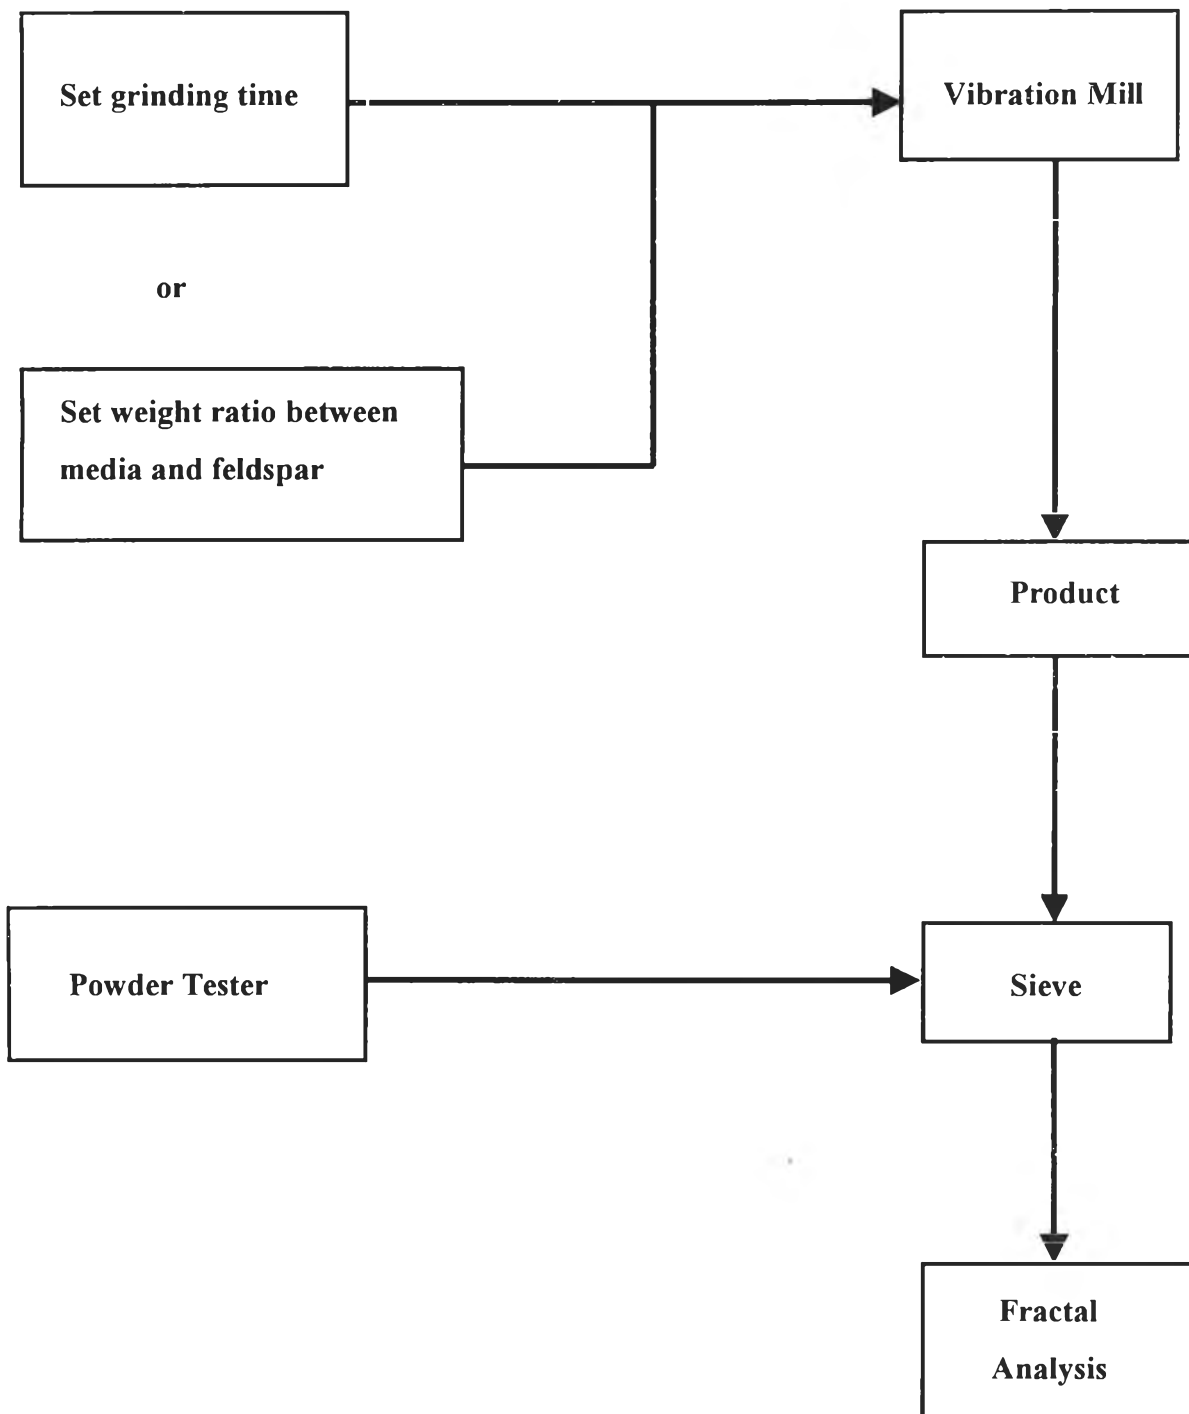 Set grinding time
Vibration Mill
or
Set weight ratio between
media and feldspar
Product
Powder Tester
Sieve
Fractal
Analysis